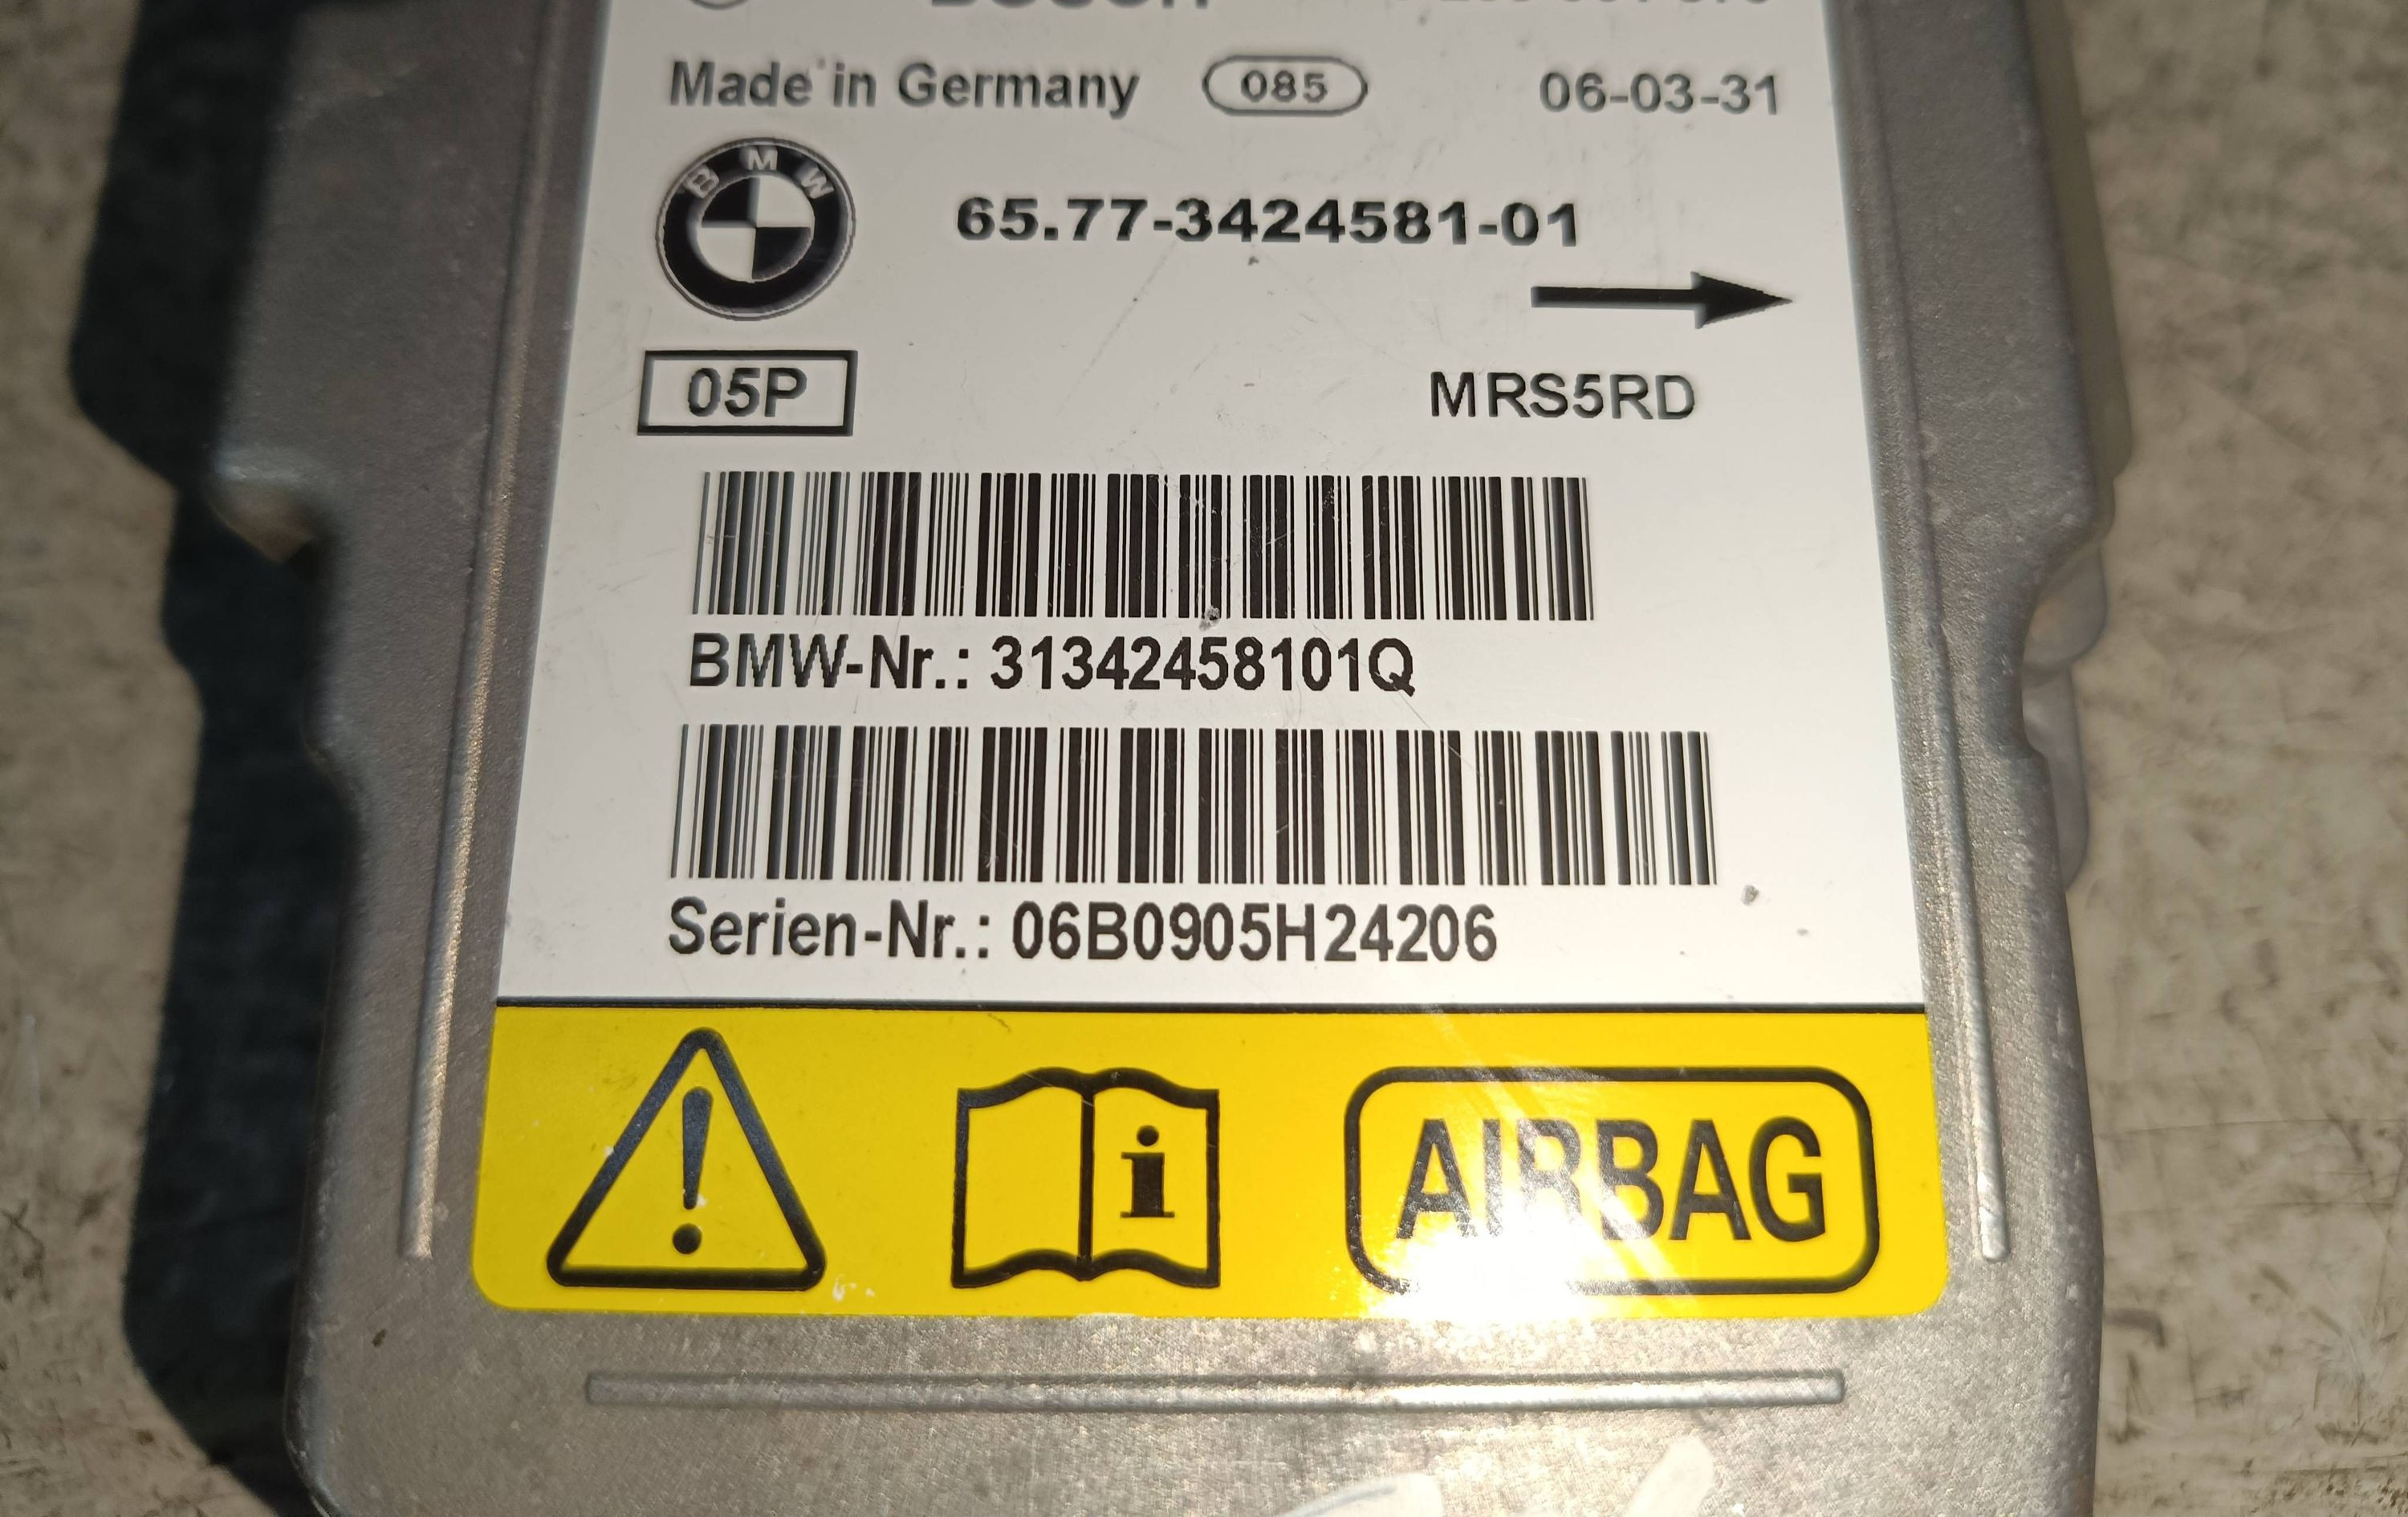 Made in Germany 085 06-03-31
BMW
65.77-3424581-01
05P MRS5RD
BMW-Nr.: 31342458101Q
Serien-Nr.: 06B0905H24206
i AIRBAG